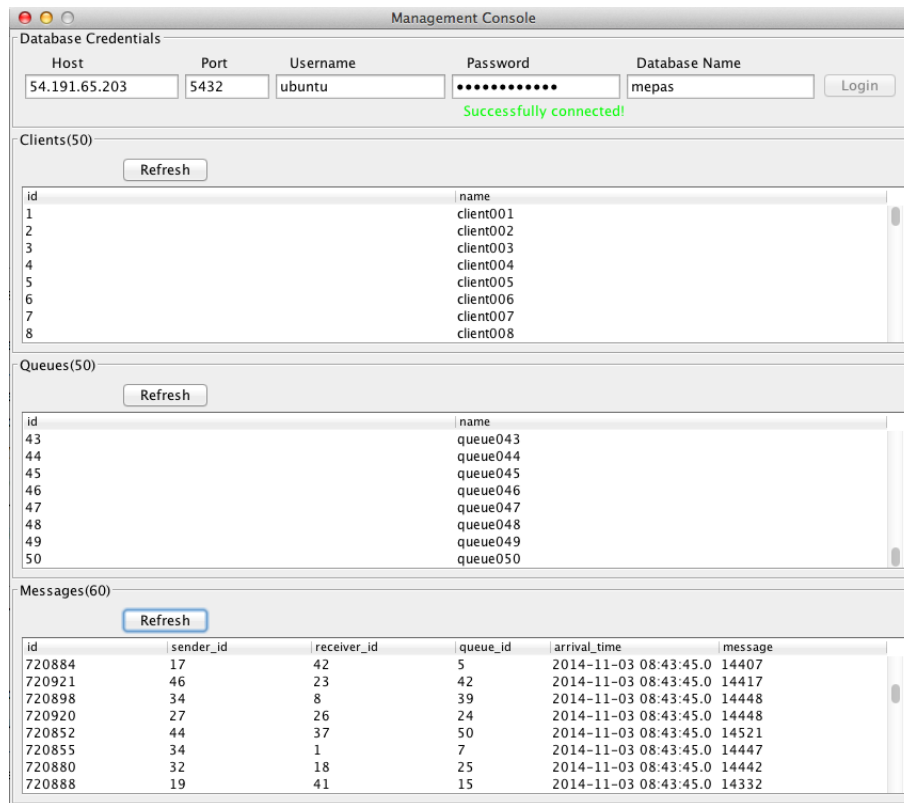 Management Console
Database Credentials
Host Port Username Password Database Name
54.191.65.203 5432 ubuntu •••••••••••• mepas Login
Successfully connected!
Clients(50)
Refresh
id name
1 client001
2 client002
3 client003
4 client004
5 client005
6 client006
7 client007
8 client008
Queues(50)
Refresh
id name
43 queue043
44 queue044
45 queue045
46 queue046
47 queue047
48 queue048
49 queue049
50 queue050
Messages(60)
Refresh
id sender_id receiver_id queue_id arrival_time message
720884 17 42 5 2014-11-03 08:43:45.0 14407
720921 46 23 42 2014-11-03 08:43:45.0 14417
720898 34 8 39 2014-11-03 08:43:45.0 14448
720920 27 26 24 2014-11-03 08:43:45.0 14448
720852 44 37 50 2014-11-03 08:43:45.0 14521
720855 34 1 7 2014-11-03 08:43:45.0 14447
720880 32 18 25 2014-11-03 08:43:45.0 14442
720888 19 41 15 2014-11-03 08:43:45.0 14332